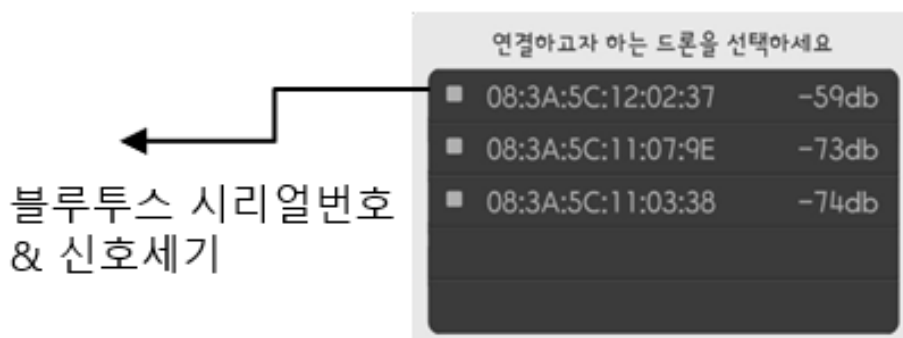 연결하고자 하는 드론을 선택하세요
08:3A:5C:12:02:37 -59db
08:3A:5C:11:07:9E -73db
08:3A:5C:11:03:38 -74db
블루투스 시리얼번호
& 신호세기